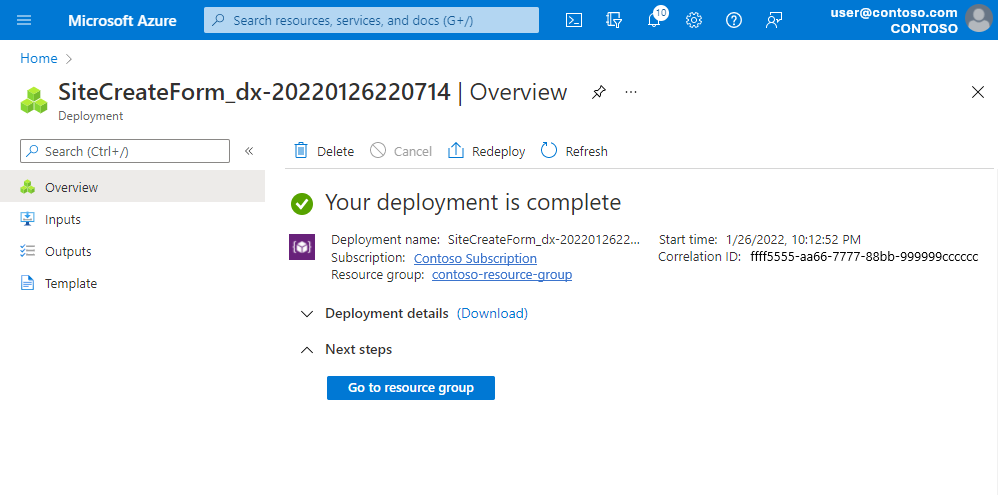 Microsoft Azure
Search resources, services, and docs (G+/)
10
user@contoso.com
CONTOSO
Home
SiteCreateForm_dx-20220126220714 | Overview
...
Deployment
Search (Ctrl+/)
Delete
Cancel
Redeploy
Refresh
Overview
Inputs
Outputs
Template
Your deployment is complete
Deployment name: SiteCreateForm_dx-2022012622...
Start time: 1/26/2022, 10:12:52 PM
Subscription: Contoso Subscription
Correlation ID: ffff5555-aa66-7777-88bb-999999cccccc
Resource group: contoso-resource-group
Deployment details (Download)
Next steps
Go to resource group